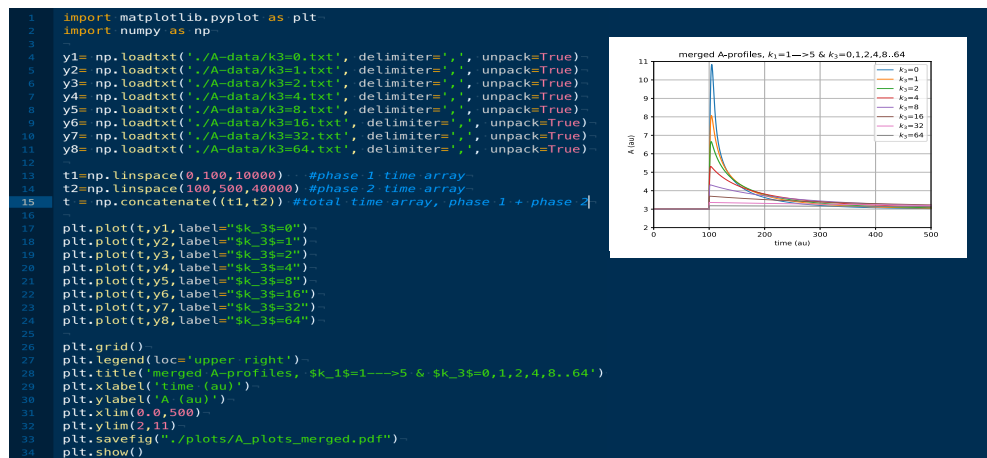 1 import matplotlib.pyplot as plt
2 import numpy as np
3
4 y1= np.loadtxt('./A-data/k3=0.txt', delimiter=',', unpack=True)
5 y2= np.loadtxt('./A-data/k3=1.txt', delimiter=',', unpack=True)
6 y3= np.loadtxt('./A-data/k3=2.txt', delimiter=',', unpack=True)
7 y4= np.loadtxt('./A-data/k3=4.txt', delimiter=',', unpack=True)
8 y5= np.loadtxt('./A-data/k3=8.txt', delimiter=',', unpack=True)
9 y6= np.loadtxt('./A-data/k3=16.txt', delimiter=',', unpack=True)
10 y7= np.loadtxt('./A-data/k3=32.txt', delimiter=',', unpack=True)
11 y8= np.loadtxt('./A-data/k3=64.txt', delimiter=',', unpack=True)
12
13 t1=np.linspace(0,100,10000) #phase 1 time array
14 t2=np.linspace(100,500,40000) #phase 2 time array
15 t = np.concatenate((t1,t2)) #total time array, phase 1 + phase 2
16
17 plt.plot(t,y1,label="$k_3$=0")
18 plt.plot(t,y2,label="$k_3$=1")
19 plt.plot(t,y3,label="$k_3$=2")
20 plt.plot(t,y4,label="$k_3$=4")
21 plt.plot(t,y5,label="$k_3$=8")
22 plt.plot(t,y6,label="$k_3$=16")
23 plt.plot(t,y7,label="$k_3$=32")
24 plt.plot(t,y8,label="$k_3$=64")
25
26 plt.grid()
27 plt.legend(loc='upper right')
28 plt.title('merged A-profiles, $k_1$=1--->5 & $k_3$=0,1,2,4,8..64')
29 plt.xlabel('time (au)')
30 plt.ylabel('A (au)')
31 plt.xlim(0.0,500)
32 plt.ylim(2,11)
33 plt.savefig("./plots/A_plots_merged.pdf")
34 plt.show()
merged A-profiles, k₁=1--->5 & k₃=0,1,2,4,8..64
11
10
9
8
7
6
5
4
3
2
A (au)
k₃=0
k₃=1
k₃=2
k₃=4
k₃=8
k₃=16
k₃=32
k₃=64
0 100 200 300 400 500
time (au)